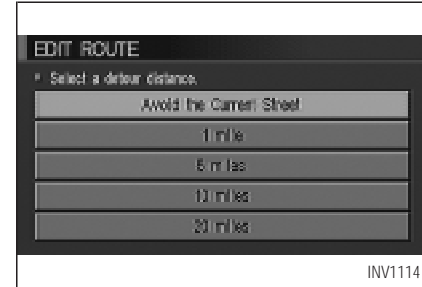 EDIT ROUTE
Select a detour distance.
Avoid the Current Street
1 mile
5 miles
10 miles
20 miles
INV1114